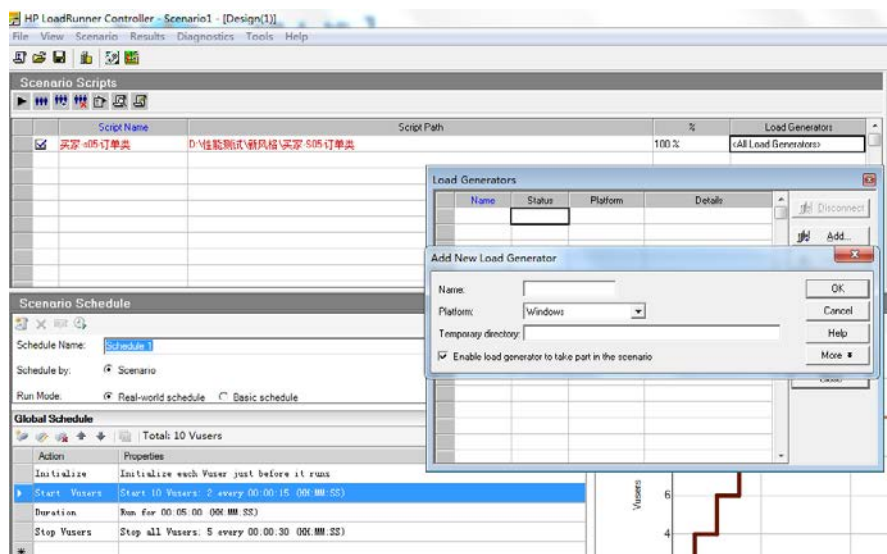 HP LoadRunner Controller - Scenario1 - [Design(1)]
File View Scenario Results Diagnostics Tools Help
Scenario Scripts
Script Name Script Path % Load Generators
买家-s05-订单类 D:\性能测试\新风格\买家-S05-订单类 100 % <All Load Generators>
Load Generators
Name Status Platform Details
Disconnect
Add...
Add New Load Generator
Name:
Platform: Windows
Temporary directory:
Enable load generator to take part in the scenario
OK
Cancel
Help
More
Close
Scenario Schedule
Schedule Name: Schedule 1
Schedule by: Scenario
Run Mode: Real-world schedule Basic schedule
Global Schedule
Total: 10 Vusers
Action Properties
Initialize Initialize each Vuser just before it runs
Start Vusers Start 10 Vusers: 2 every 00:00:15 (HH:MM:SS)
Duration Run for 00:05:00 (HH:MM:SS)
Stop Vusers Stop all Vusers: 5 every 00:00:30 (HH:MM:SS)
Vusers
6
4